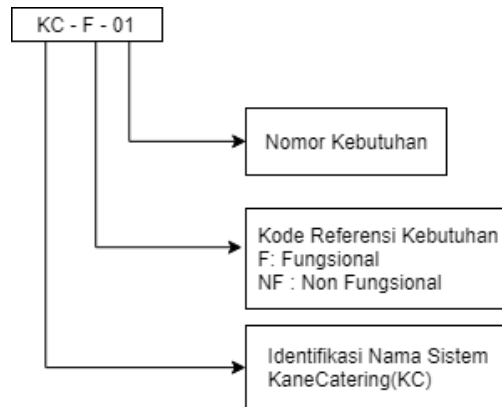 KC - F - 01
Nomor Kebutuhan
Kode Referensi Kebutuhan
F: Fungsional
NF : Non Fungsional
Identifikasi Nama Sistem
KaneCatering(KC)